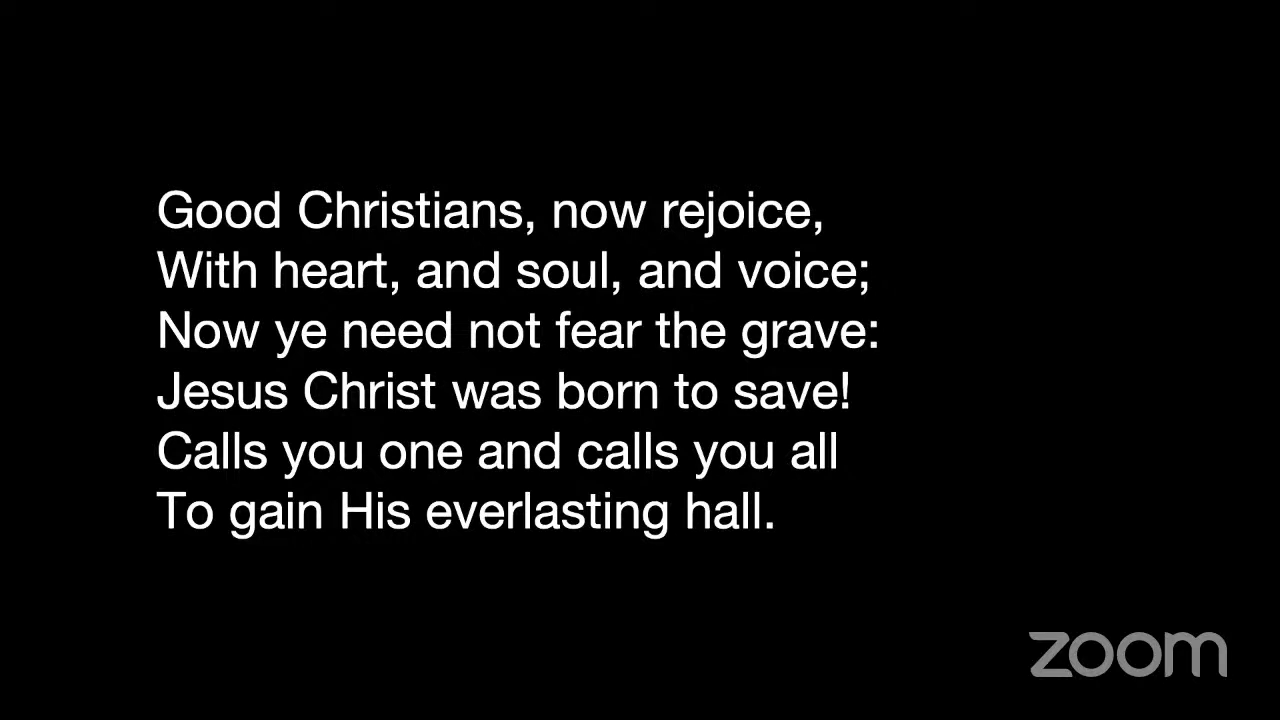 Good Christians, now rejoice,
With heart, and soul, and voice;
Now ye need not fear the grave:
Jesus Christ was born to save!
Calls you one and calls you all
To gain His everlasting hall.
zoom